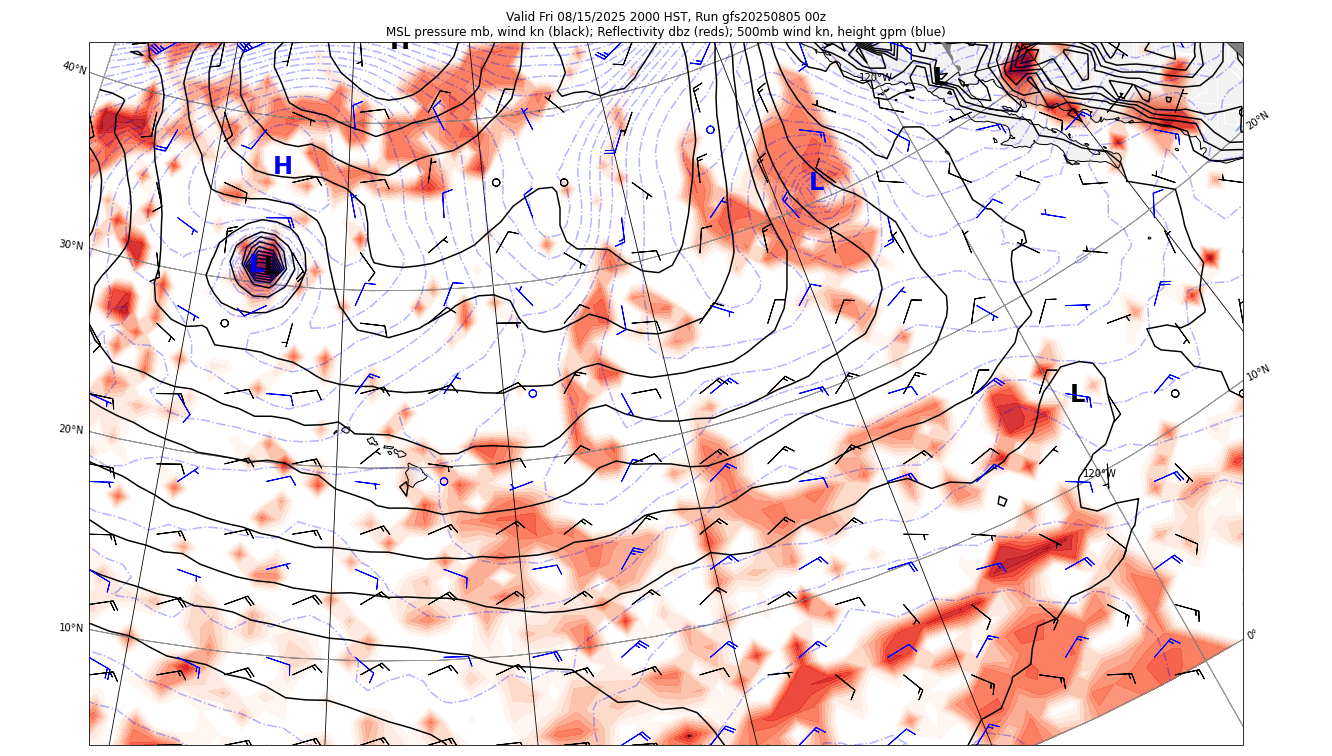 Valid Fri 08/15/2025 2000 HST, Run gfs20250805 00z
MSL pressure mb, wind kn (black); Reflectivity dbz (reds); 500mb wind kn, height gpm (blue)
H
40°N
120°W
L
20°N
H
L
30°N
L
L
10°N
L
20°N
120°W
10°N
0°